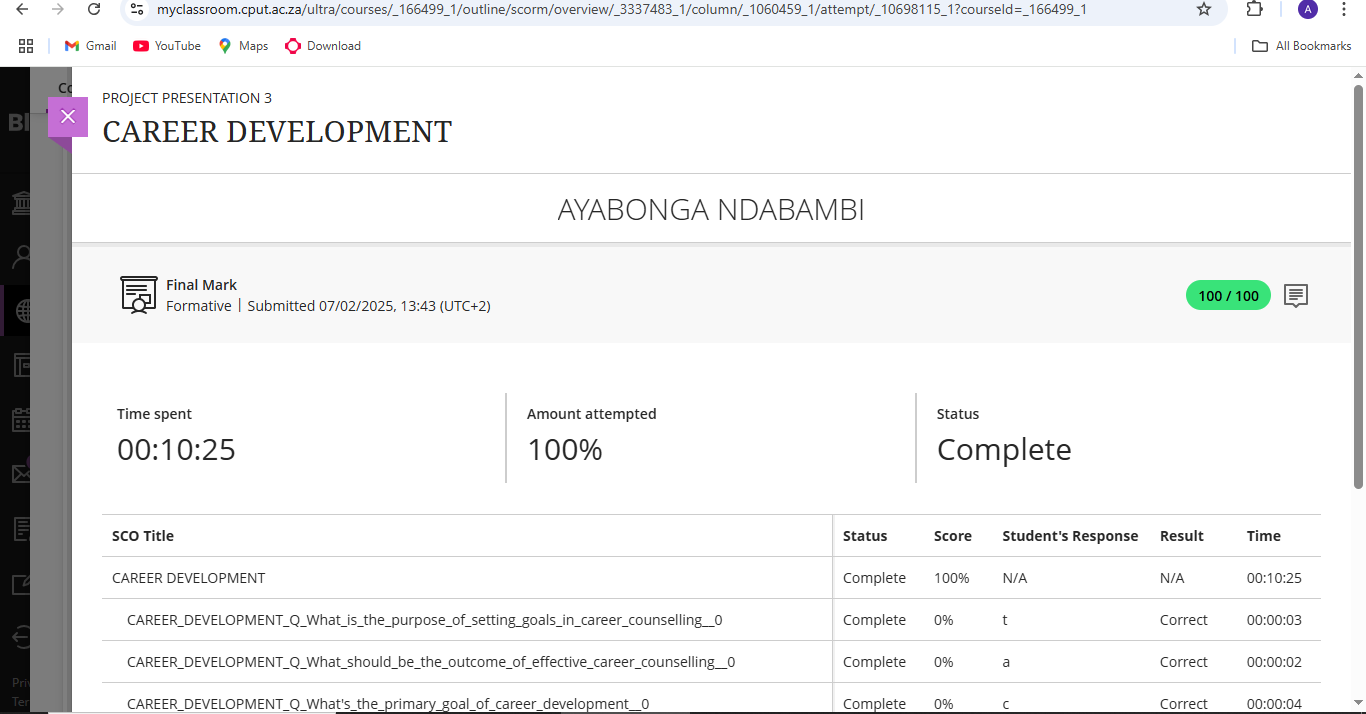 myclassroom.cput.ac.za/ultra/courses/_166499_1/outline/scorm/overview/_3337483_1/column/_1060459_1/attempt/_10698115_1?courseId=_166499_1
A
Gmail YouTube Maps Download All Bookmarks
PROJECT PRESENTATION 3
CAREER DEVELOPMENT
AYABONGA NDABAMBI
Final Mark
Formative | Submitted 07/02/2025, 13:43 (UTC+2)
100 / 100
Time spent Amount attempted Status
00:10:25 100% Complete
SCO Title Status Score Student's Response Result Time
CAREER DEVELOPMENT Complete 100% N/A N/A 00:10:25
CAREER_DEVELOPMENT_Q_What_is_the_purpose_of_setting_goals_in_career_counselling__0 Complete 0% t Correct 00:00:03
CAREER_DEVELOPMENT_Q_What_should_be_the_outcome_of_effective_career_counselling__0 Complete 0% a Correct 00:00:02
CAREER_DEVELOPMENT_Q_What's_the_primary_goal_of_career_development__0 Complete 0% c Correct 00:00:04